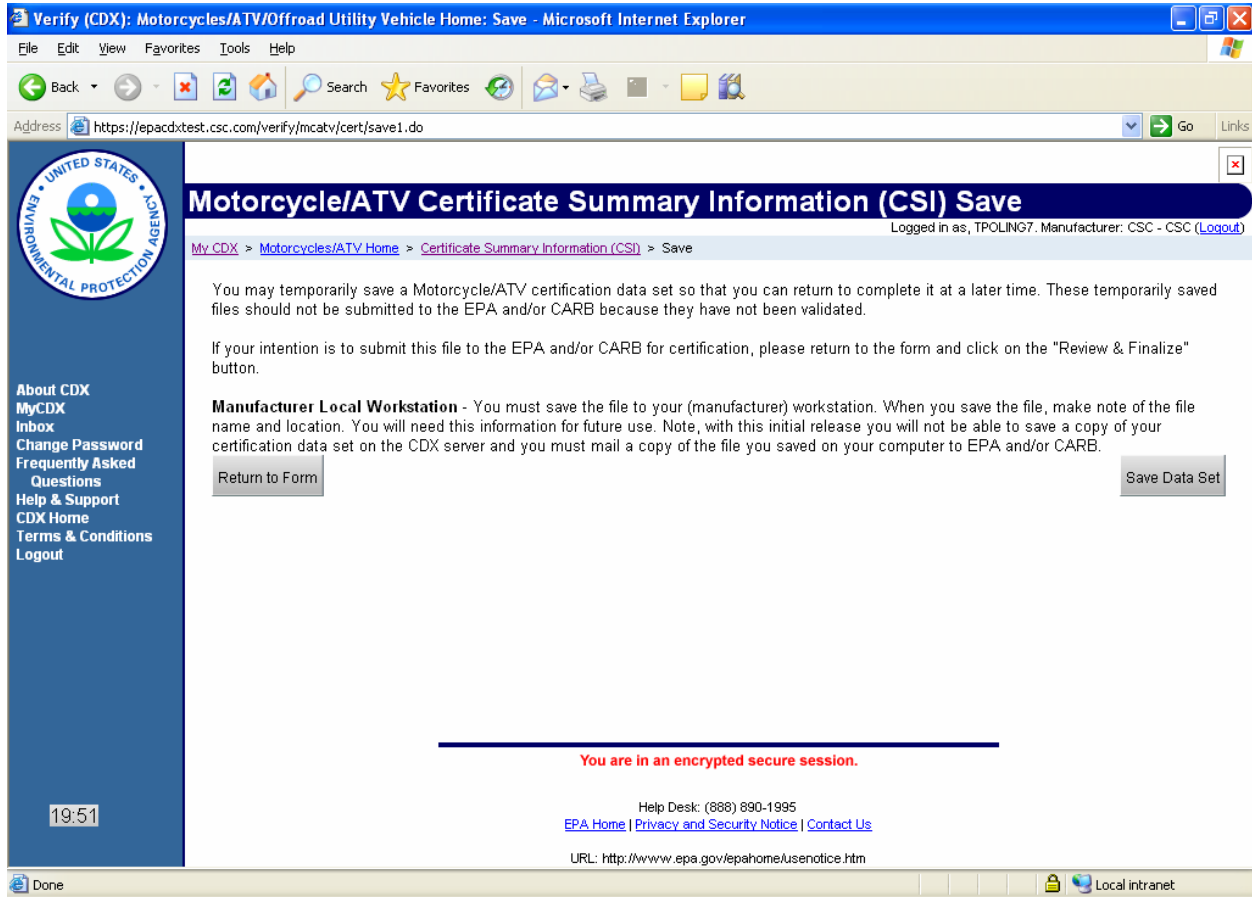 Verify (CDX): Motorcycles/ATV/Offroad Utility Vehicle Home: Save - Microsoft Internet Explorer
File Edit View Favorites Tools Help
Back Search Favorites
Address https://epacdxtest.csc.com/verify/mcatv/cert/save1.do Go Links
UNITED STATES ENVIRONMENTAL PROTECTION AGENCY
Motorcycle/ATV Certificate Summary Information (CSI) Save
Logged in as, TPOLING7. Manufacturer: CSC - CSC (Logout)
My CDX > Motorcycles/ATV Home > Certificate Summary Information (CSI) > Save
You may temporarily save a Motorcycle/ATV certification data set so that you can return to complete it at a later time. These temporarily saved
files should not be submitted to the EPA and/or CARB because they have not been validated.
If your intention is to submit this file to the EPA and/or CARB for certification, please return to the form and click on the "Review & Finalize"
button.
Manufacturer Local Workstation - You must save the file to your (manufacturer) workstation. When you save the file, make note of the file
name and location. You will need this information for future use. Note, with this initial release you will not be able to save a copy of your
certification data set on the CDX server and you must mail a copy of the file you saved on your computer to EPA and/or CARB.
Return to Form
Save Data Set
About CDX
MyCDX
Inbox
Change Password
Frequently Asked
Questions
Help & Support
CDX Home
Terms & Conditions
Logout
19:51
You are in an encrypted secure session.
Help Desk: (888) 890-1995
EPA Home | Privacy and Security Notice | Contact Us
URL: http://www.epa.gov/epahome/usenotice.htm
Done
Local intranet